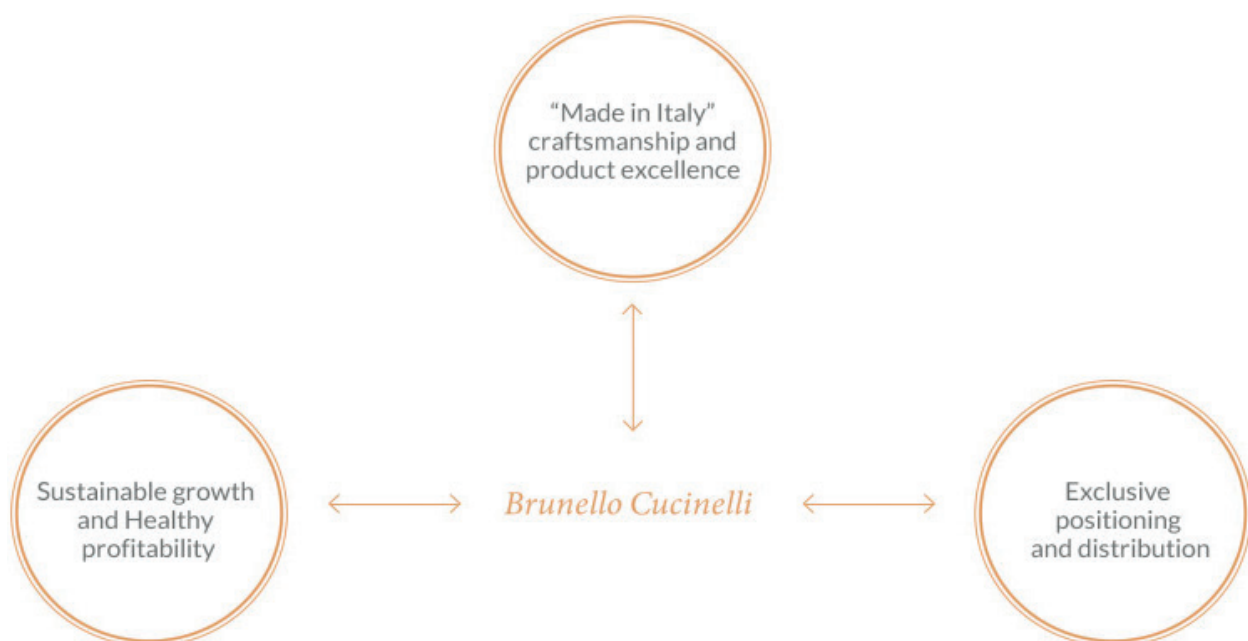 “Made in Italy”
craftsmanship and
product excellence
Sustainable growth
and Healthy
profitability
Brunello Cucinelli
Exclusive
positioning
and distribution